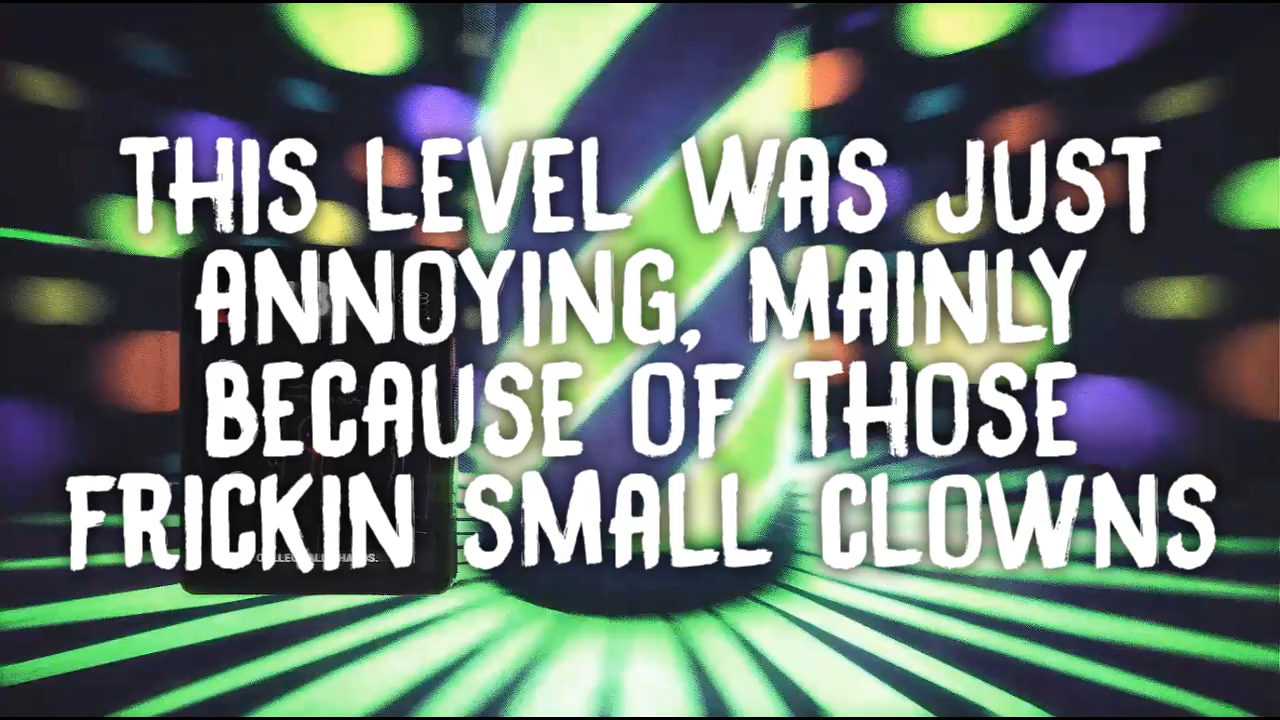 THIS LEVEL WAS JUST
ANNOYING, MAINLY
BECAUSE OF THOSE
FRICKIN SMALL CLOWNS